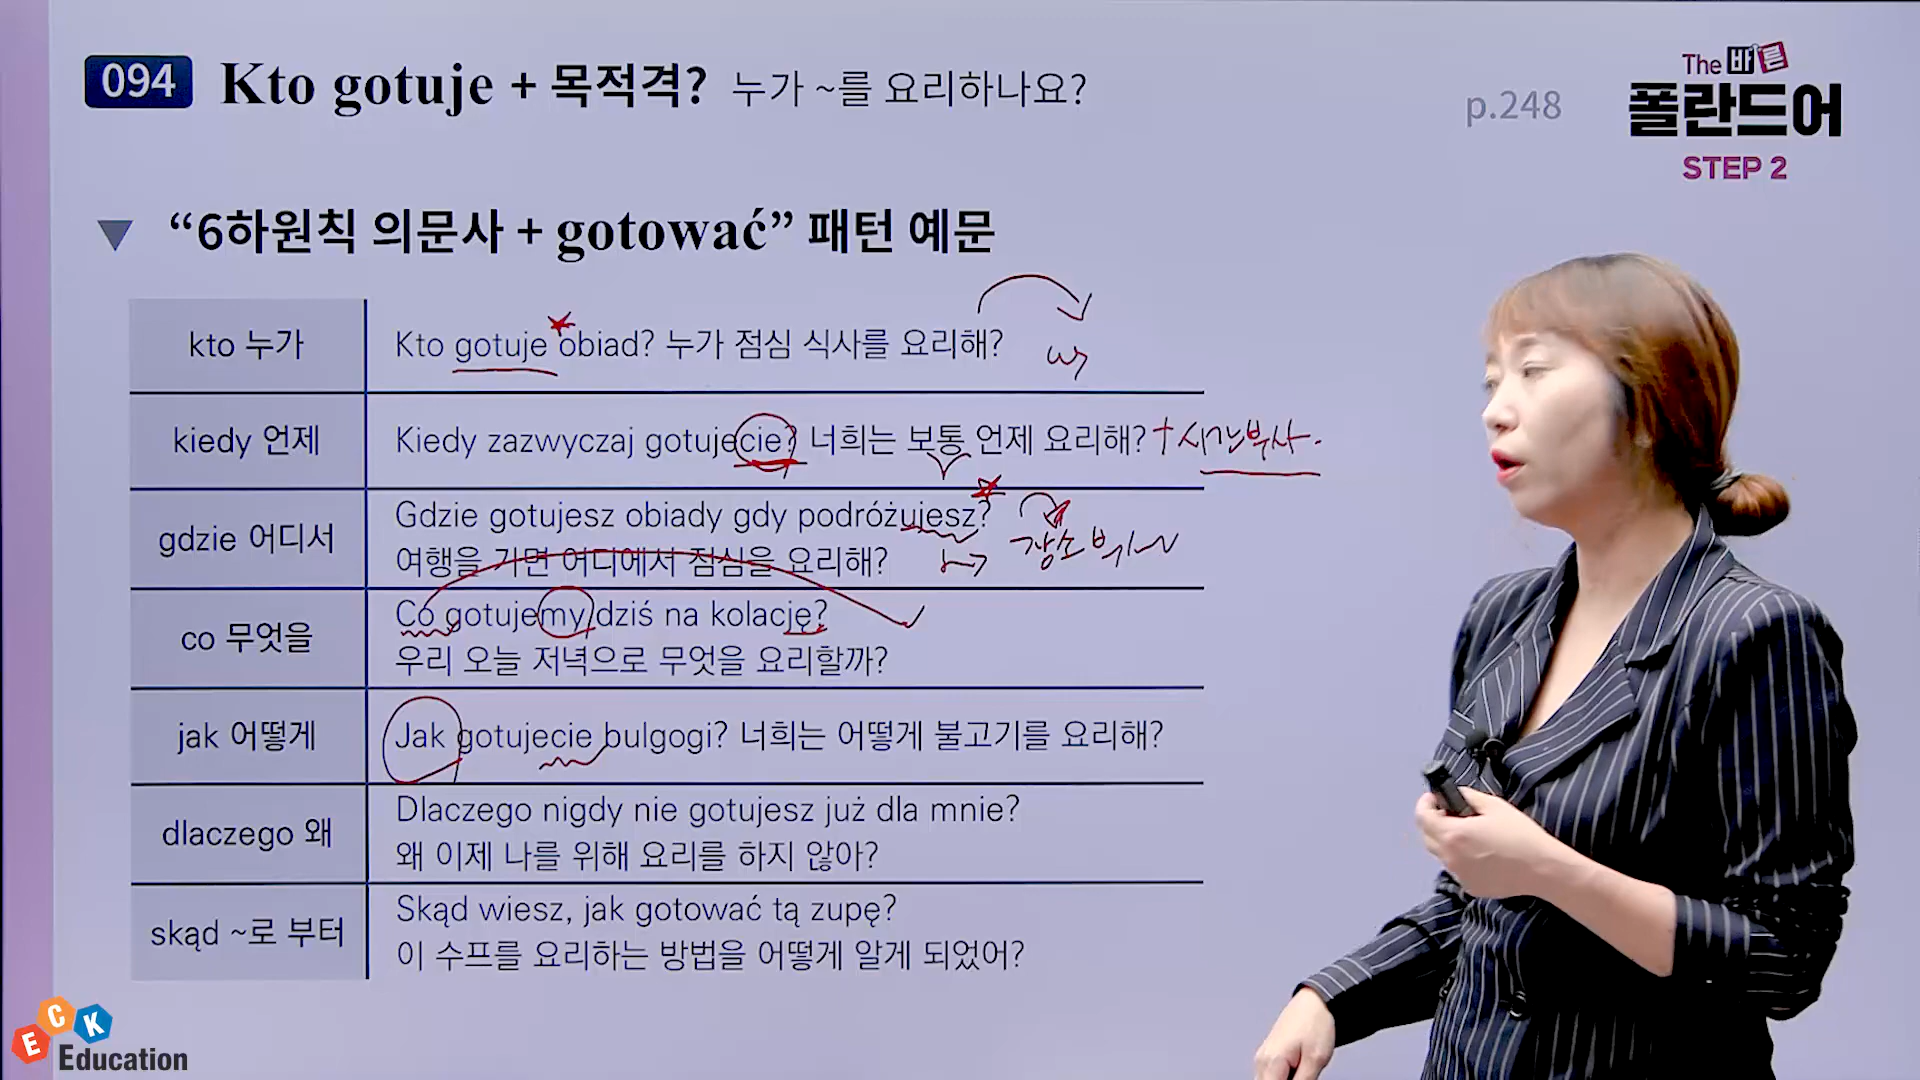 094 Kto gotuje + 목적격? 누가 ~를 요리하나요?
p.248
The 바른
폴란드어
STEP 2
“6하원칙 의문사 + gotować” 패턴 예문
kto 누가
Kto gotuje obiad? 누가 점심 식사를 요리해?
kiedy 언제
Kiedy zazwyczaj gotujecie? 너희는 보통 언제 요리해? + 시간부사.
gdzie 어디서
Gdzie gotujesz obiady gdy podróżujesz?
여행을 가면 어디에서 점심을 요리해?
장소 부사
co 무엇을
Co gotujemy dziś na kolację?
우리 오늘 저녁으로 무엇을 요리할까?
jak 어떻게
Jak gotujecie bulgogi? 너희는 어떻게 불고기를 요리해?
dlaczego 왜
Dlaczego nigdy nie gotujesz już dla mnie?
왜 이제 나를 위해 요리를 하지 않아?
skąd ~로 부터
Skąd wiesz, jak gotować tą zupę?
이 수프를 요리하는 방법을 어떻게 알게 되었어?
ECK
Education